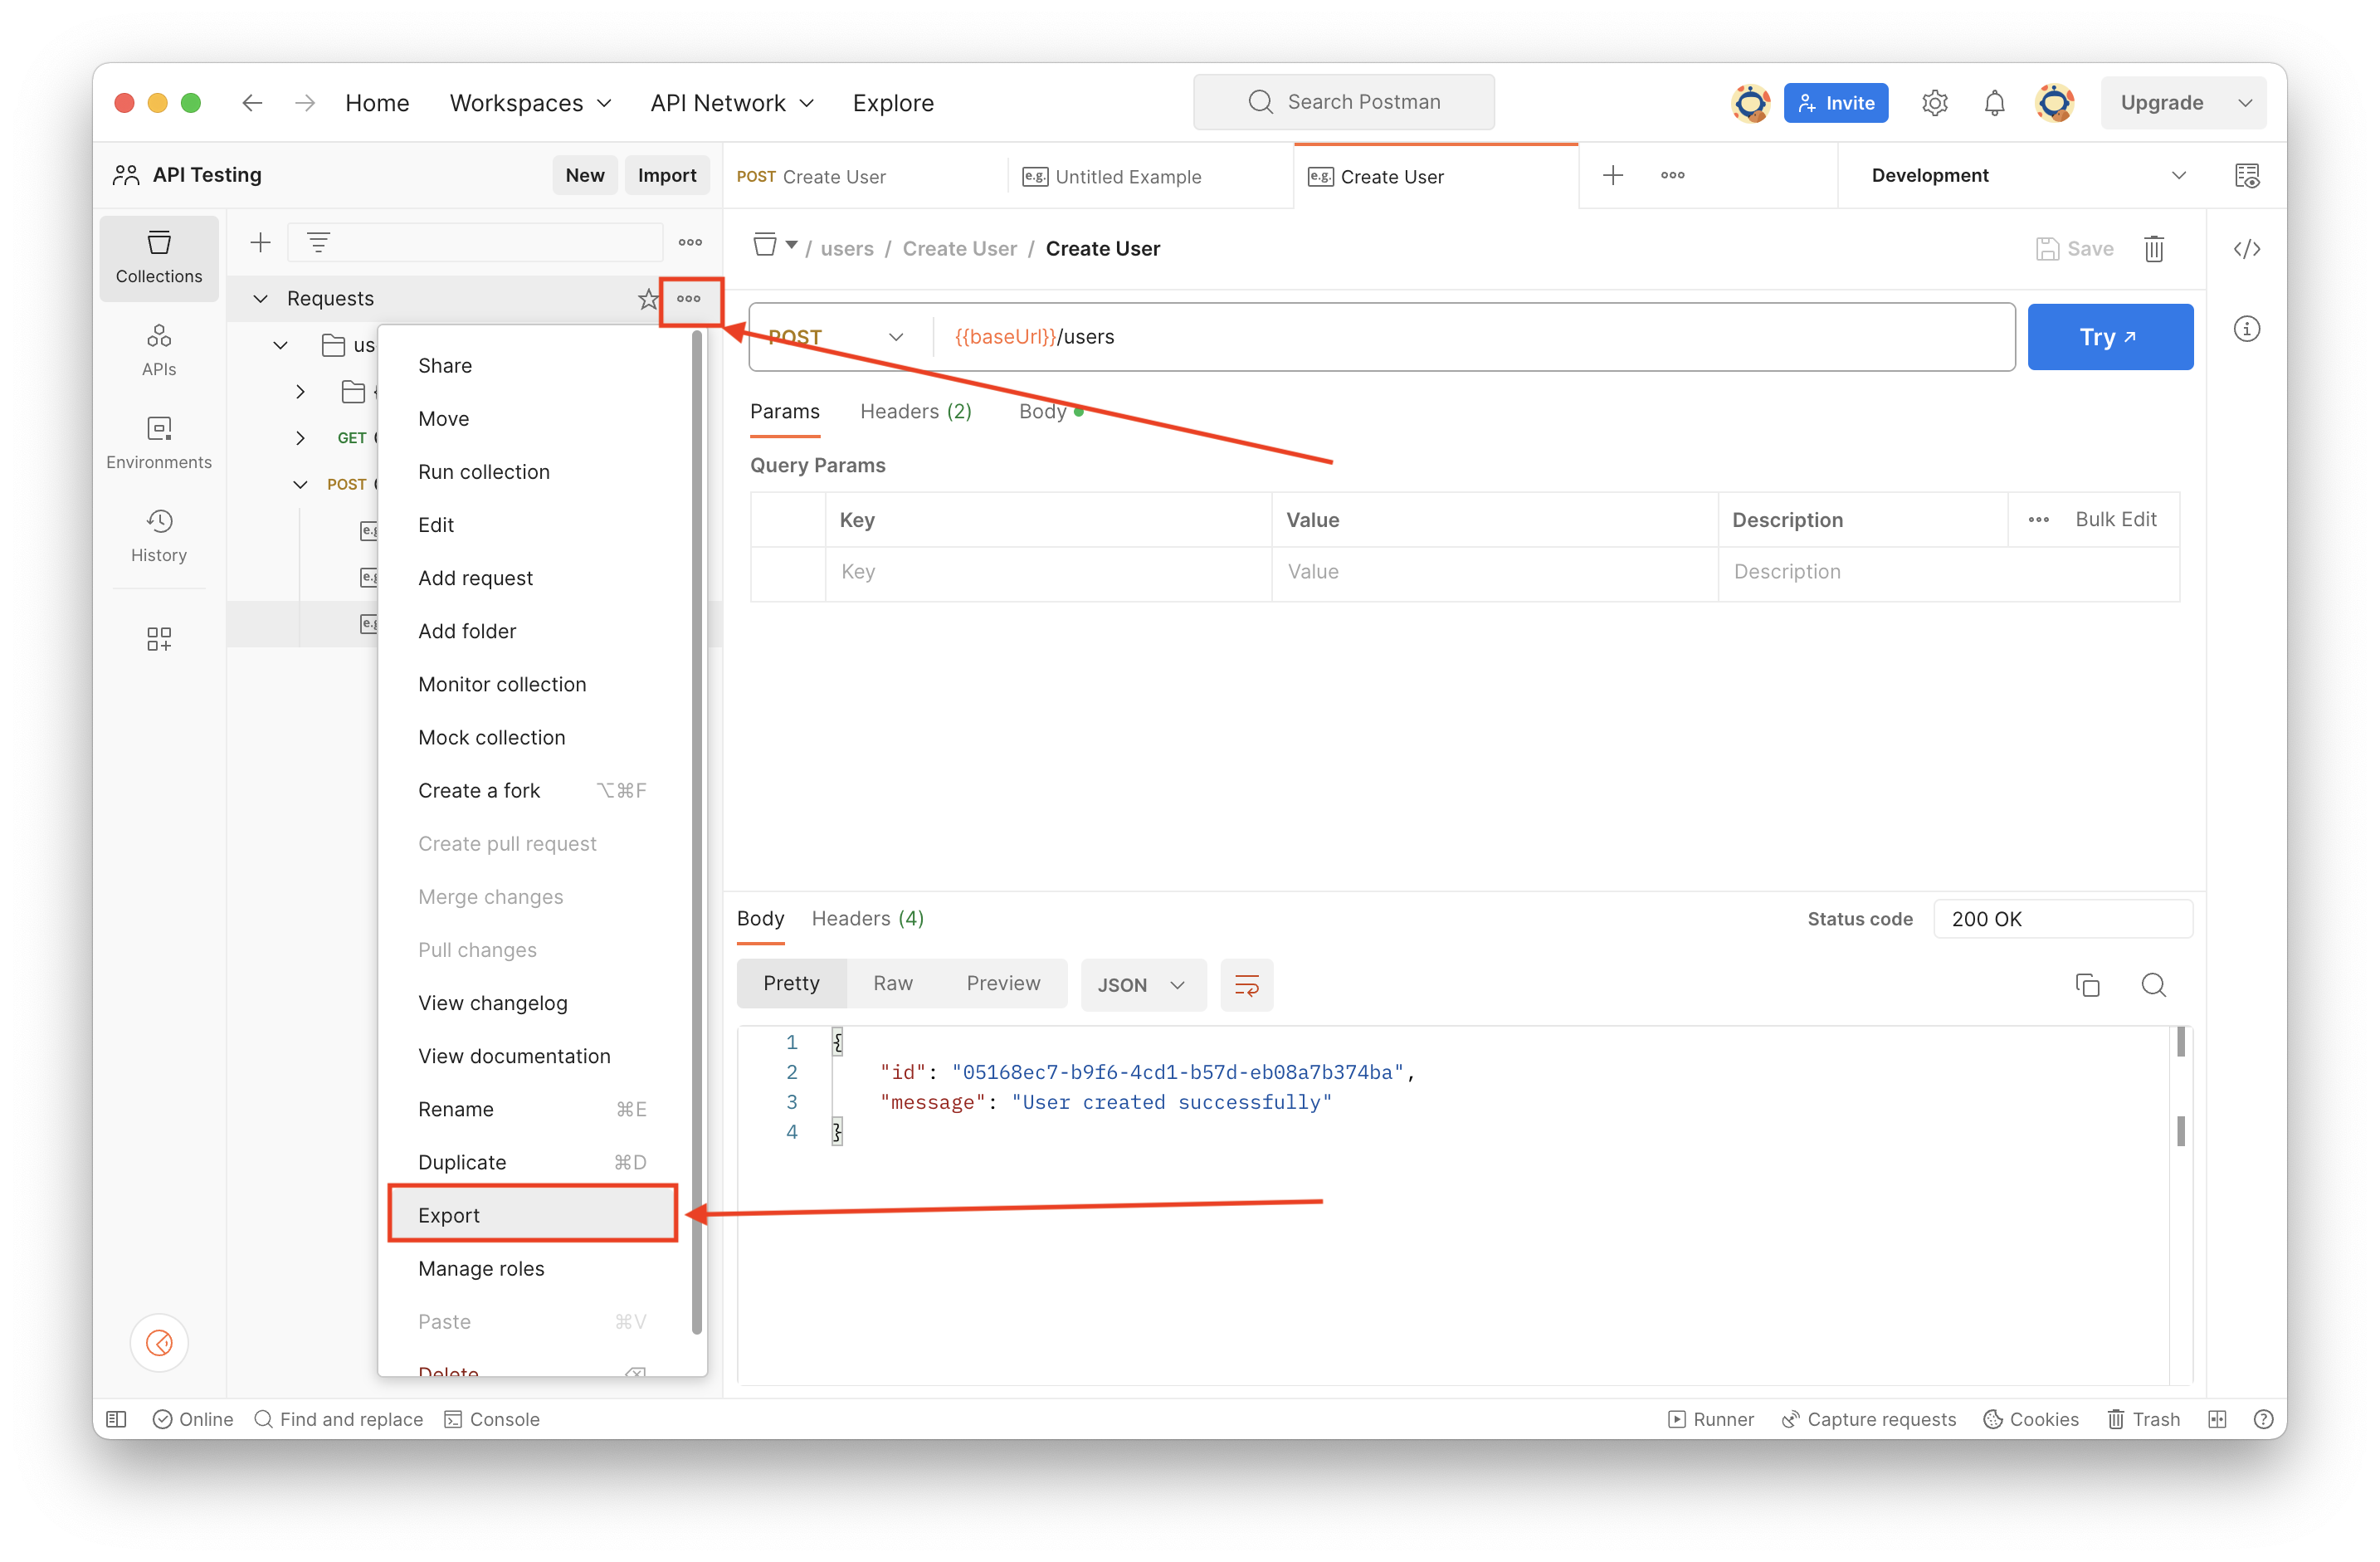 Home Workspaces API Network Explore Search Postman Invite Upgrade
API Testing New Import POST Create User e.g. Untitled Example e.g. Create User Development
Collections
APIs
Environments
History
Requests
us
GET
POST
e.g
e.g
e.g
Share
Move
Run collection
Edit
Add request
Add folder
Monitor collection
Mock collection
Create a fork ⌥⌘F
Create pull request
Merge changes
Pull changes
View changelog
View documentation
Rename ⌘E
Duplicate ⌘D
Export
Manage roles
Paste ⌘V
Delete
/ users / Create User / Create User Save
POST {{baseUrl}}/users Try
Params Headers (2) Body
Query Params
Key Value Description Bulk Edit
Key Value Description
Body Headers (4) Status code 200 OK
Pretty Raw Preview JSON
1 {
2 "id": "05168ec7-b9f6-4cd1-b57d-eb08a7b374ba",
3 "message": "User created successfully"
4 }
Online Find and replace Console Runner Capture requests Cookies Trash